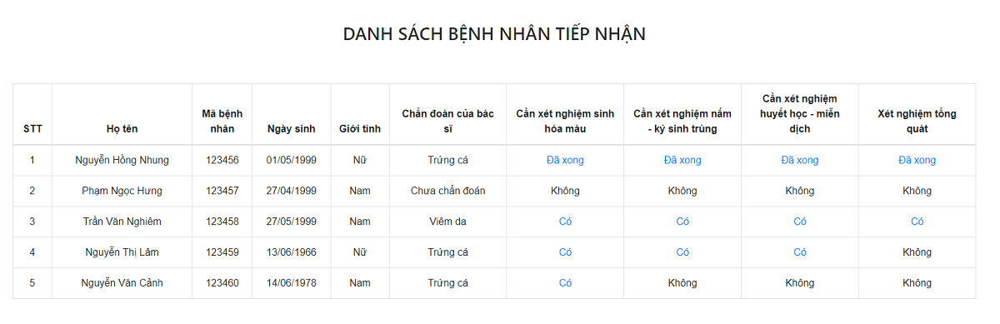 DANH SÁCH BỆNH NHÂN TIẾP NHẬN
STT Họ tên Mã bệnh nhân Ngày sinh Giới tính Chẩn đoán của bác sĩ Cần xét nghiệm sinh hóa máu Cần xét nghiệm nấm - ký sinh trùng Cần xét nghiệm huyết học - miễn dịch Xét nghiệm tổng quát
1 Nguyễn Hồng Nhung 123456 01/05/1999 Nữ Trứng cá Đã xong Đã xong Đã xong Đã xong
2 Phạm Ngọc Hưng 123457 27/04/1999 Nam Chưa chẩn đoán Không Không Không Không
3 Trần Văn Nghiêm 123458 27/05/1999 Nam Viêm da Có Có Có Có
4 Nguyễn Thị Lâm 123459 13/06/1966 Nữ Trứng cá Có Có Có Không
5 Nguyễn Văn Cảnh 123460 14/06/1978 Nam Trứng cá Có Không Không Không